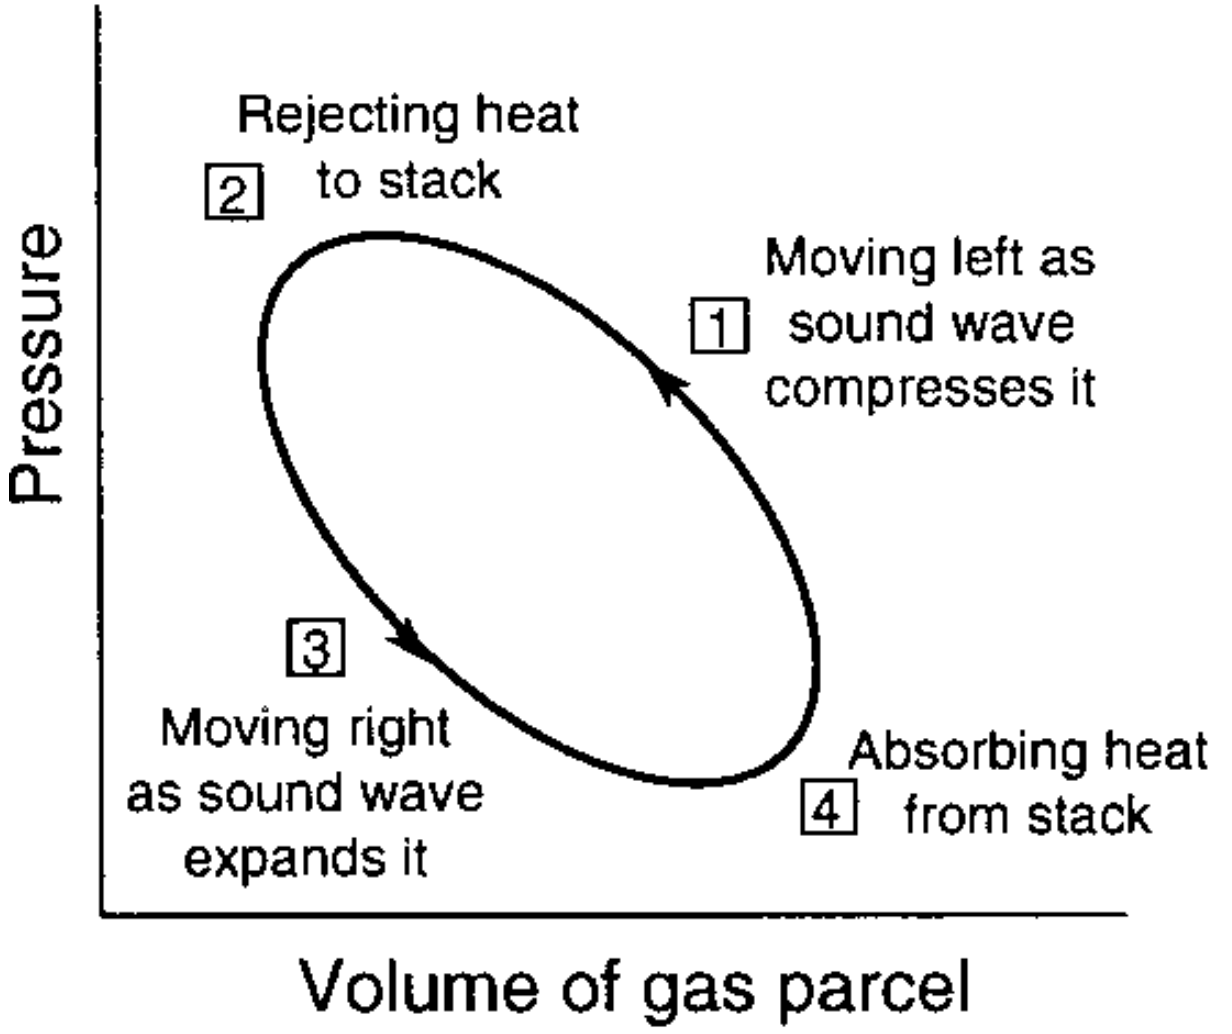 Rejecting heat
2 to stack
Moving left as
1 sound wave
compresses it
Pressure
3
Moving right
as sound wave
expands it
Absorbing heat
4 from stack
Volume of gas parcel